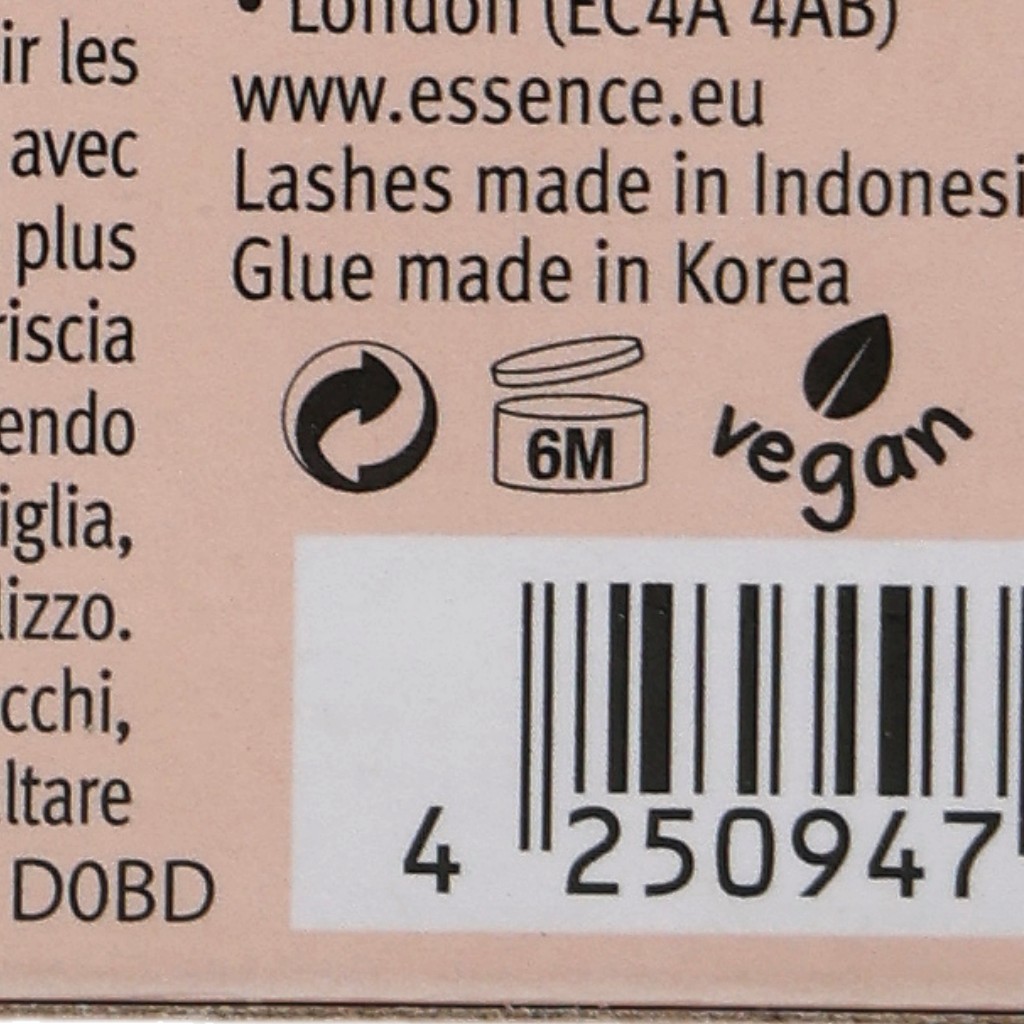 ir les
avec
plus
riscia
endo
iglia,
lizzo.
cchi,
ltare
D0BD
• London (EC4A 4AB)
www.essence.eu
Lashes made in Indonesi
Glue made in Korea
6M
vegan
4 250947